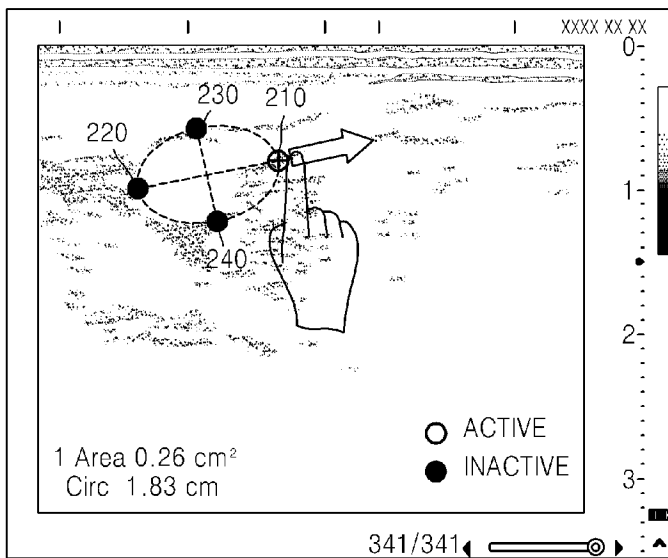 XXXX XX XX
0-
230
210
220
1-
240
2-
ACTIVE
1 Area 0.26 cm²
INACTIVE
Circ 1.83 cm
3-
341/341